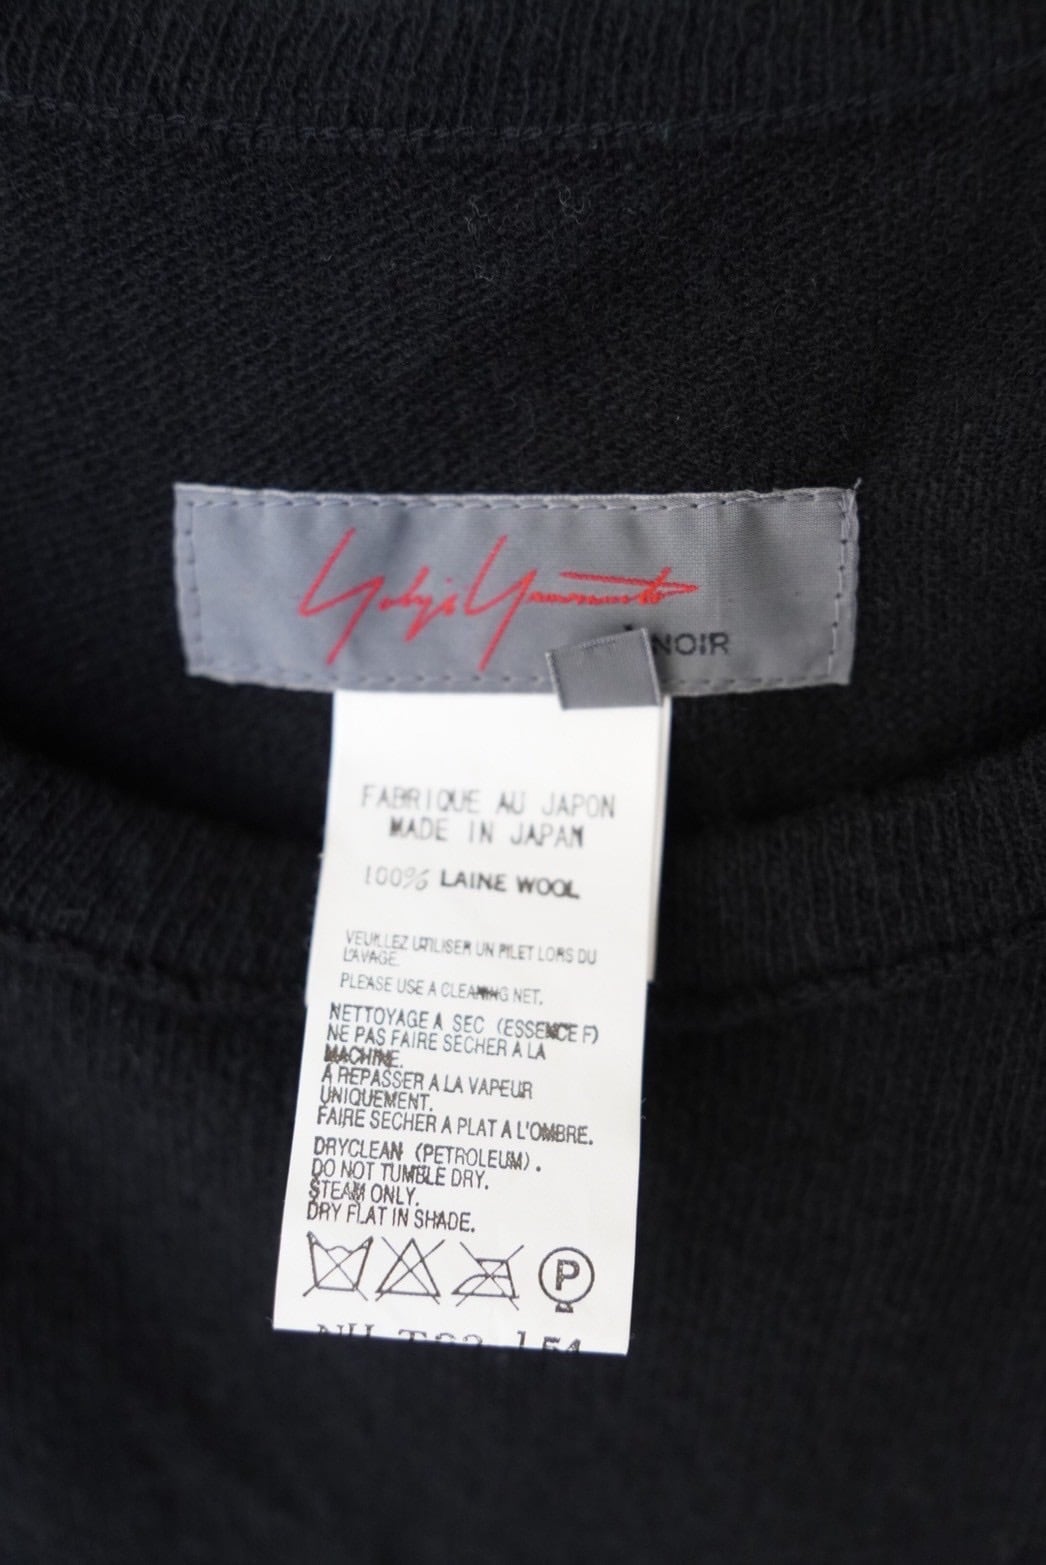 Yohji Yamamoto
NOIR
FABRIQUE AU JAPON
MADE IN JAPAN
100% LAINE WOOL
VEUILLEZ UTILISER UN FILET LORS DU
LAVAGE.
PLEASE USE A CLEANING NET.
NETTOYAGE A SEC (ESSENCE F)
NE PAS FAIRE SECHER A LA
MACHINE.
A REPASSER A LA VAPEUR
UNIQUEMENT.
FAIRE SECHER A PLAT A L'OMBRE.
DRYCLEAN (PETROLEUM).
DO NOT TUMBLE DRY.
STEAM ONLY.
DRY FLAT IN SHADE.
P